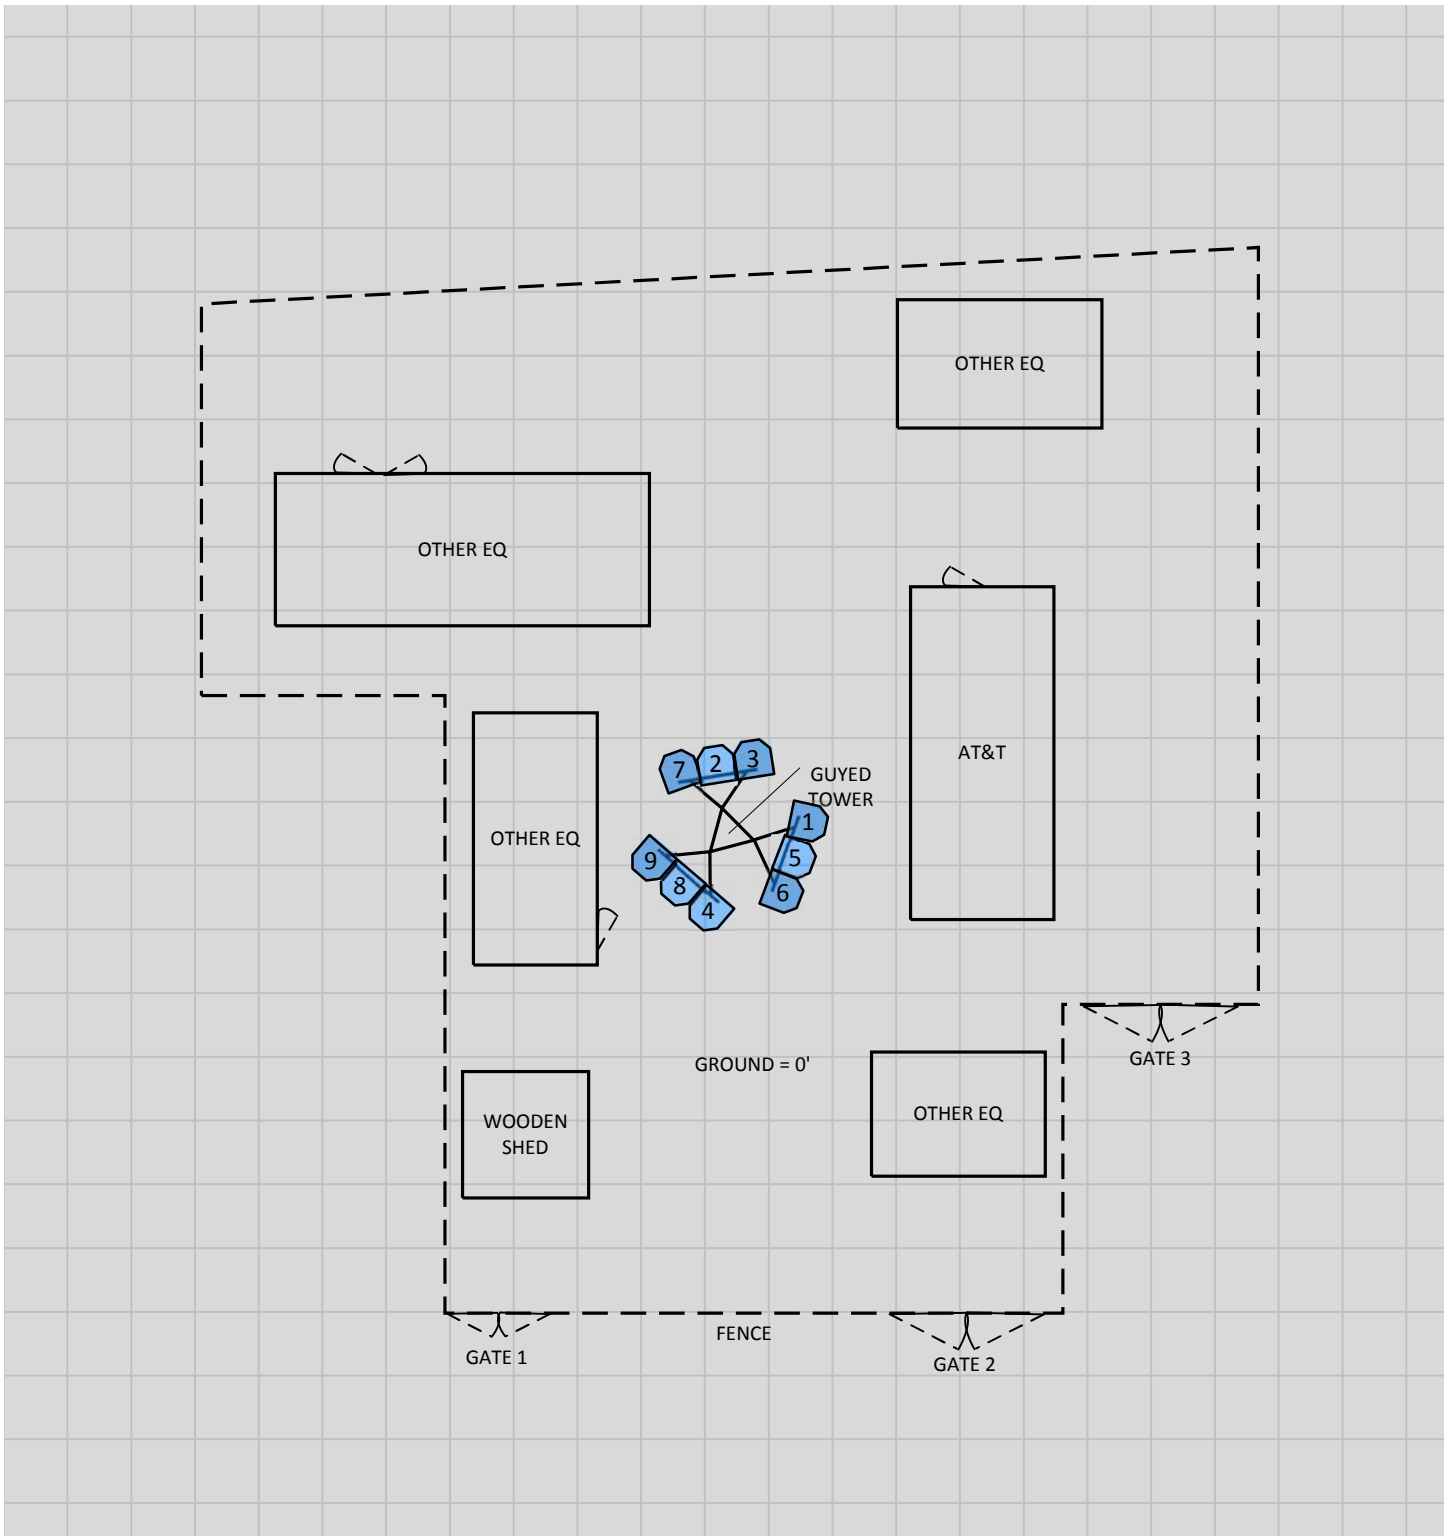 OTHER EQ
OTHER EQ
AT&T
7 2 3
GUYED
TOWER
1
OTHER EQ
9
5
8
6
4
GROUND = 0'
GATE 3
OTHER EQ
WOODEN
SHED
FENCE
GATE 1
GATE 2